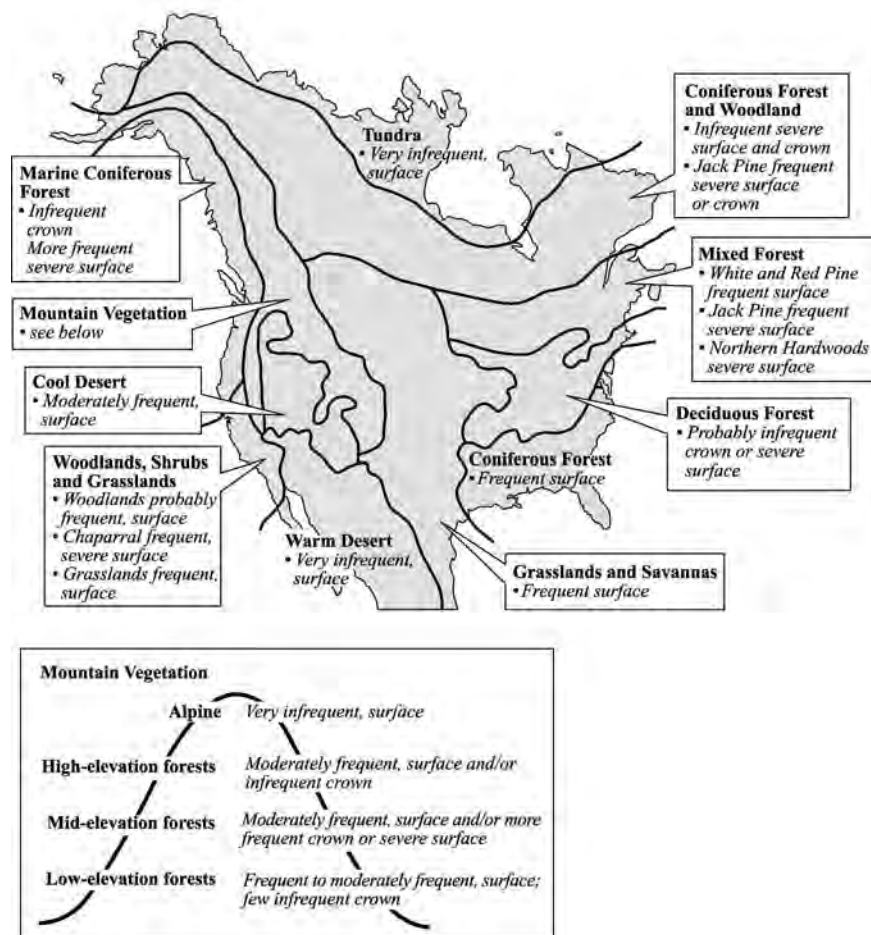 Coniferous Forest
and Woodland
• Infrequent severe
surface and crown
• Jack Pine frequent
severe surface
or crown
Tundra
• Very infrequent,
surface
Marine Coniferous
Forest
• Infrequent
crown
More frequent
severe surface
Mixed Forest
• White and Red Pine
frequent surface
• Jack Pine frequent
severe surface
• Northern Hardwoods
severe surface
Mountain Vegetation
• see below
Cool Desert
• Moderately frequent,
surface
Deciduous Forest
• Probably infrequent
crown or severe
surface
Woodlands, Shrubs
and Grasslands
• Woodlands probably
frequent, surface
• Chaparral frequent,
severe surface
• Grasslands frequent,
surface
Coniferous Forest
• Frequent surface
Warm Desert
• Very infrequent,
surface
Grasslands and Savannas
• Frequent surface
Mountain Vegetation
Alpine Very infrequent, surface
High-elevation forests Moderately frequent, surface and/or
infrequent crown
Mid-elevation forests Moderately frequent, surface and/or more
frequent crown or severe surface
Low-elevation forests Frequent to moderately frequent, surface;
few infrequent crown